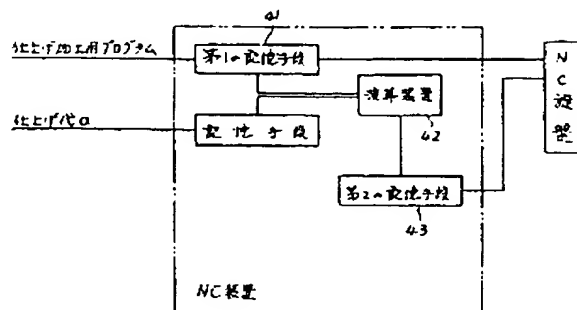 41
仕上げ加工用プログラム
第1の記憶手段
NC旋盤
演算装置
42
仕上げ代α
記憶手段
第2の記憶手段
43
NC装置